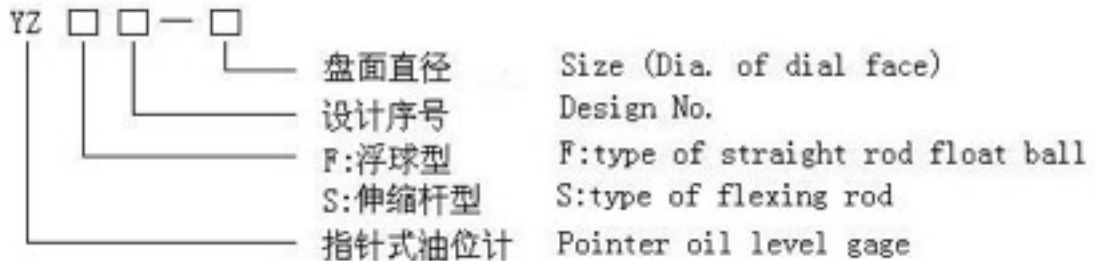 YZ □ □ — □
盘面直径 Size (Dia. of dial face)
设计序号 Design No.
F:浮球型 F:type of straight rod float ball
S:伸缩杆型 S:type of flexing rod
指针式油位计 Pointer oil level gage